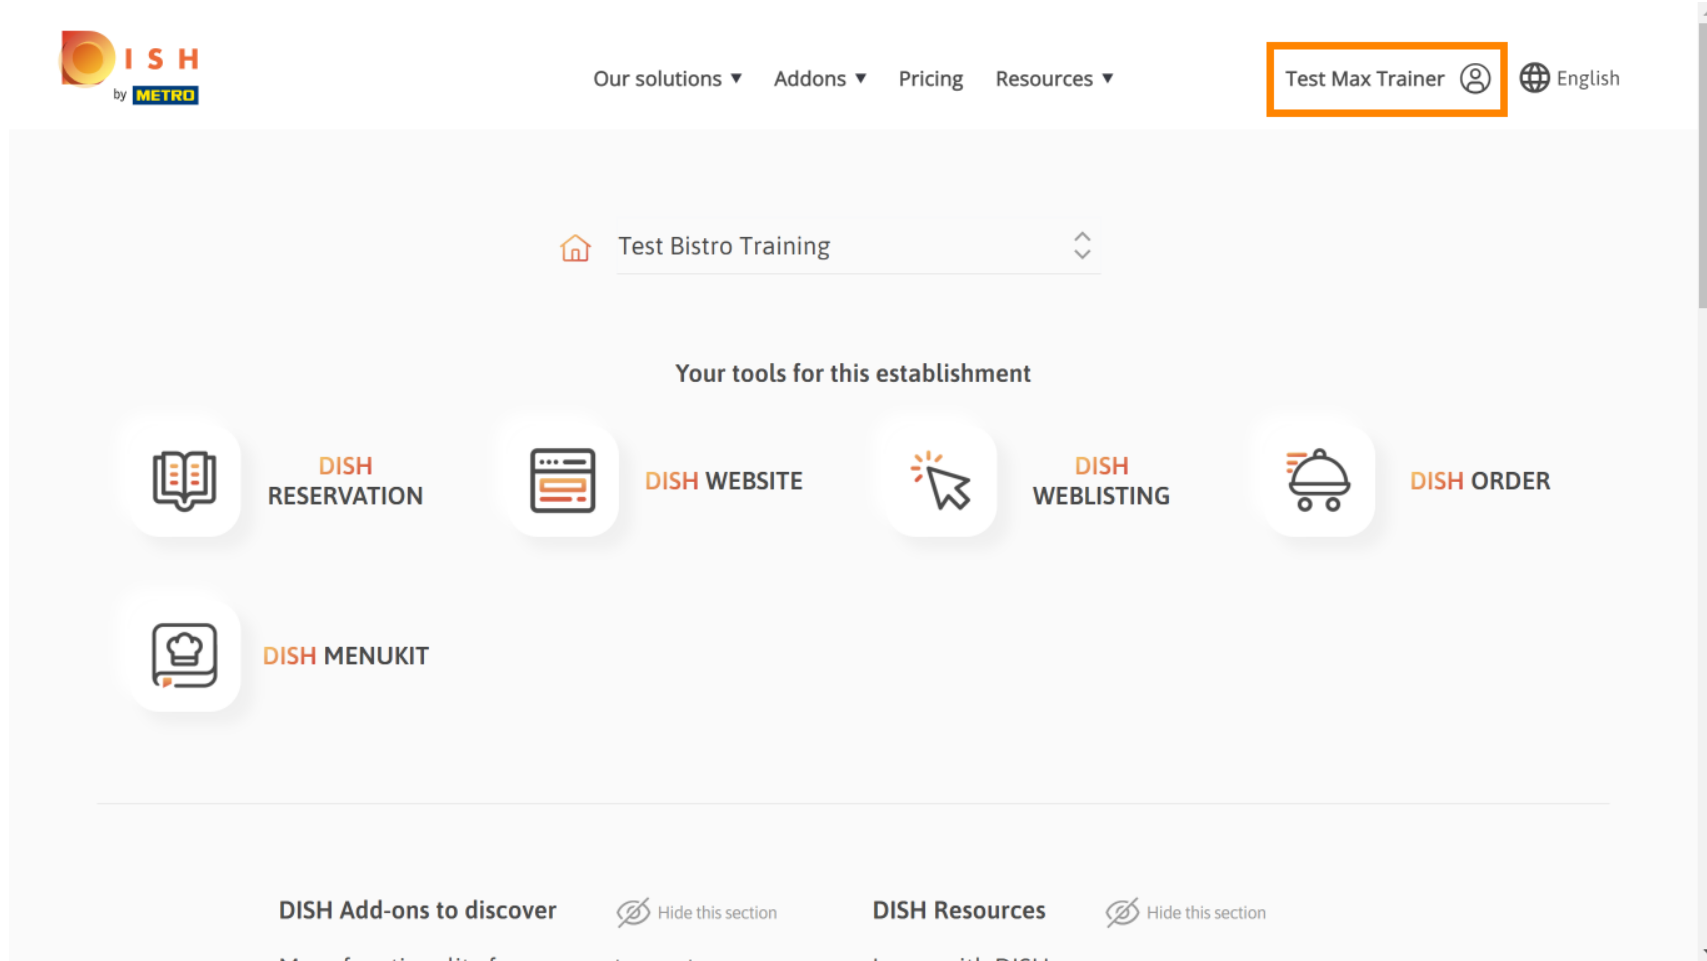 DISH
by METRO
Our solutions ▼ Addons ▼ Pricing Resources ▼
Test Max Trainer
English
Test Bistro Training
Your tools for this establishment
DISH
RESERVATION
DISH WEBSITE
DISH
WEBLISTING
DISH ORDER
DISH MENUKIT
DISH Add-ons to discover
Hide this section
DISH Resources
Hide this section